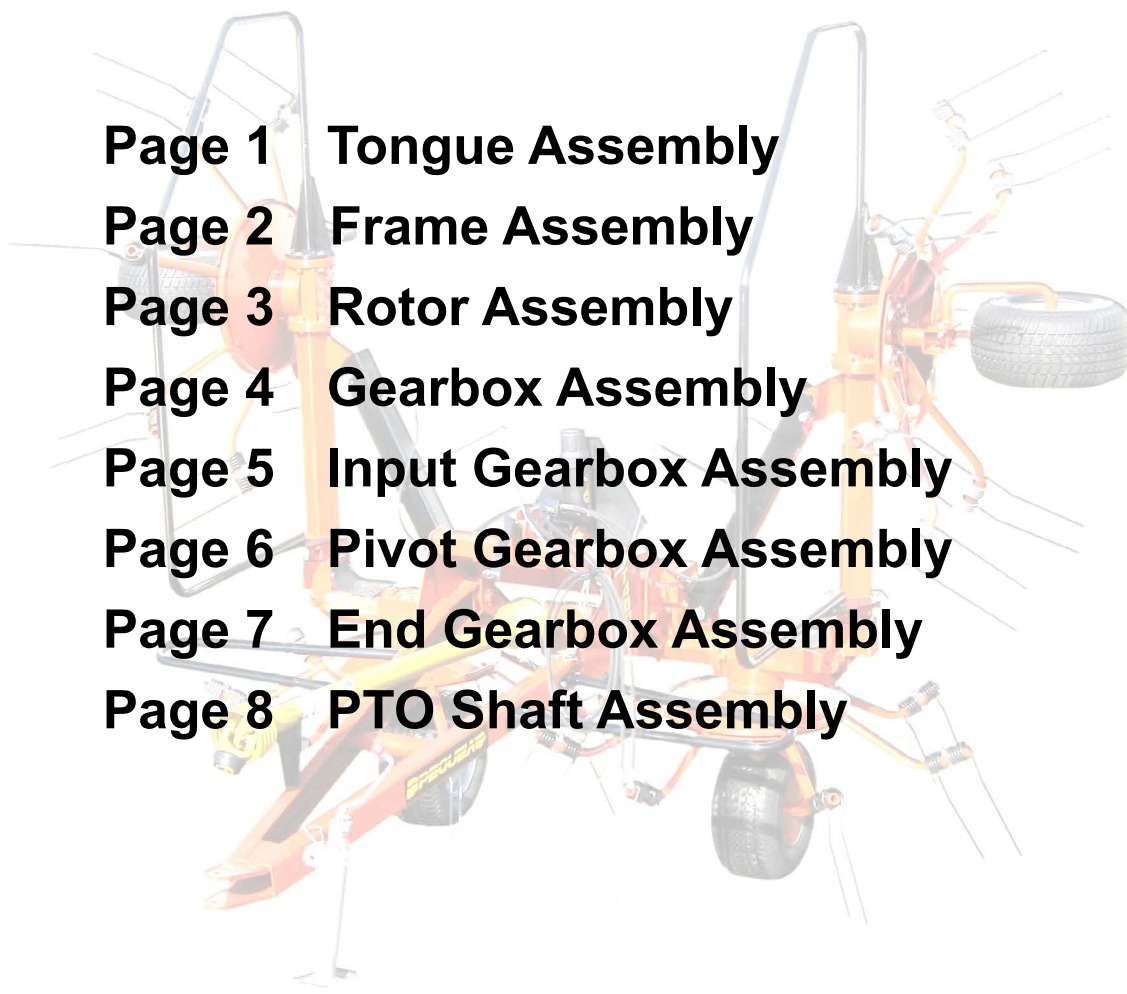 Page 1 Tongue Assembly
Page 2 Frame Assembly
Page 3 Rotor Assembly
Page 4 Gearbox Assembly
Page 5 Input Gearbox Assembly
Page 6 Pivot Gearbox Assembly
Page 7 End Gearbox Assembly
Page 8 PTO Shaft Assembly
PEQUEA